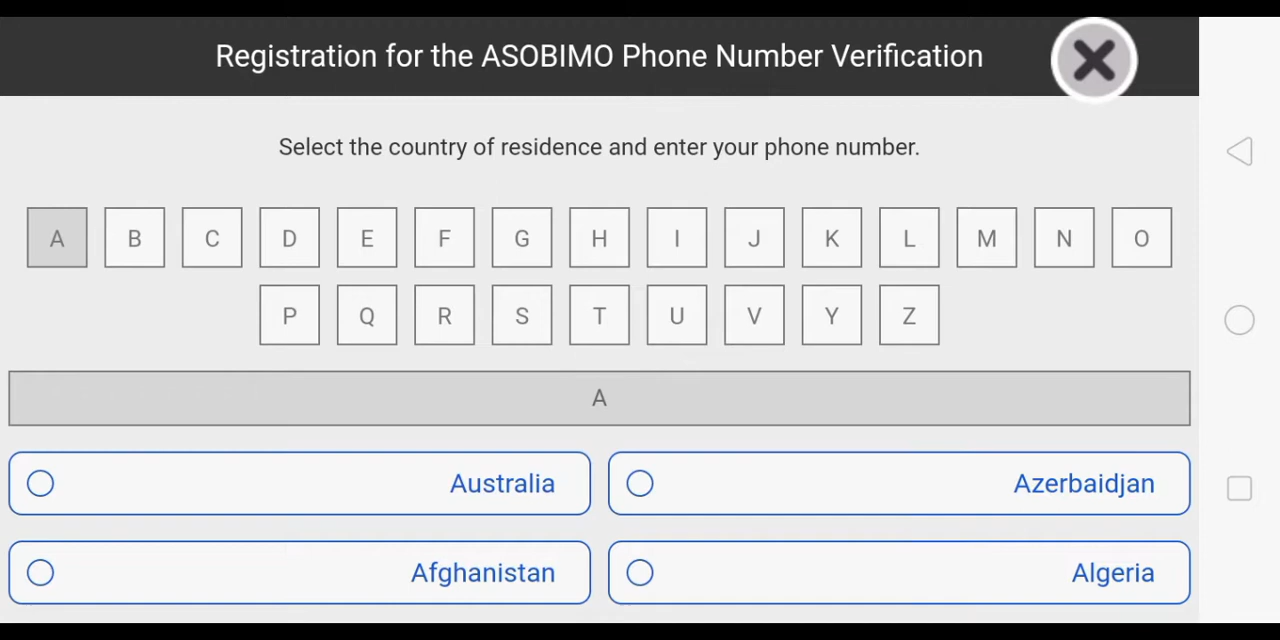 Registration for the ASOBIMO Phone Number Verification
Select the country of residence and enter your phone number.
A B C D E F G H I J K L M N O
P Q R S T U V Y Z
A
Australia Azerbaidjan
Afghanistan Algeria